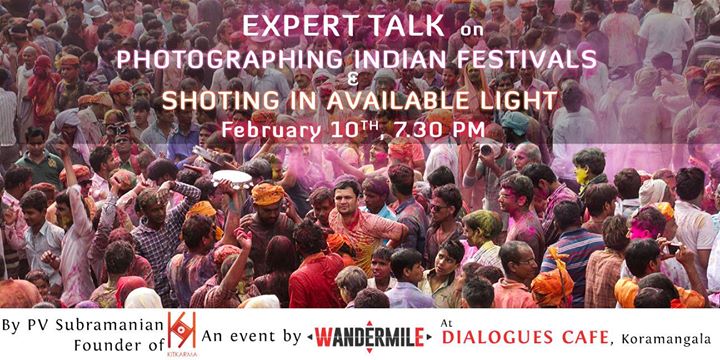 EXPERT TALK on
PHOTOGRAPHING INDIAN FESTIVALS
&
SHOTING IN AVAILABLE LIGHT
February 10TH, 7.30 PM
By PV Subramanian
Founder of
KITKARMA
An event by
WANDERMILE
At
DIALOGUES CAFE, Koramangala